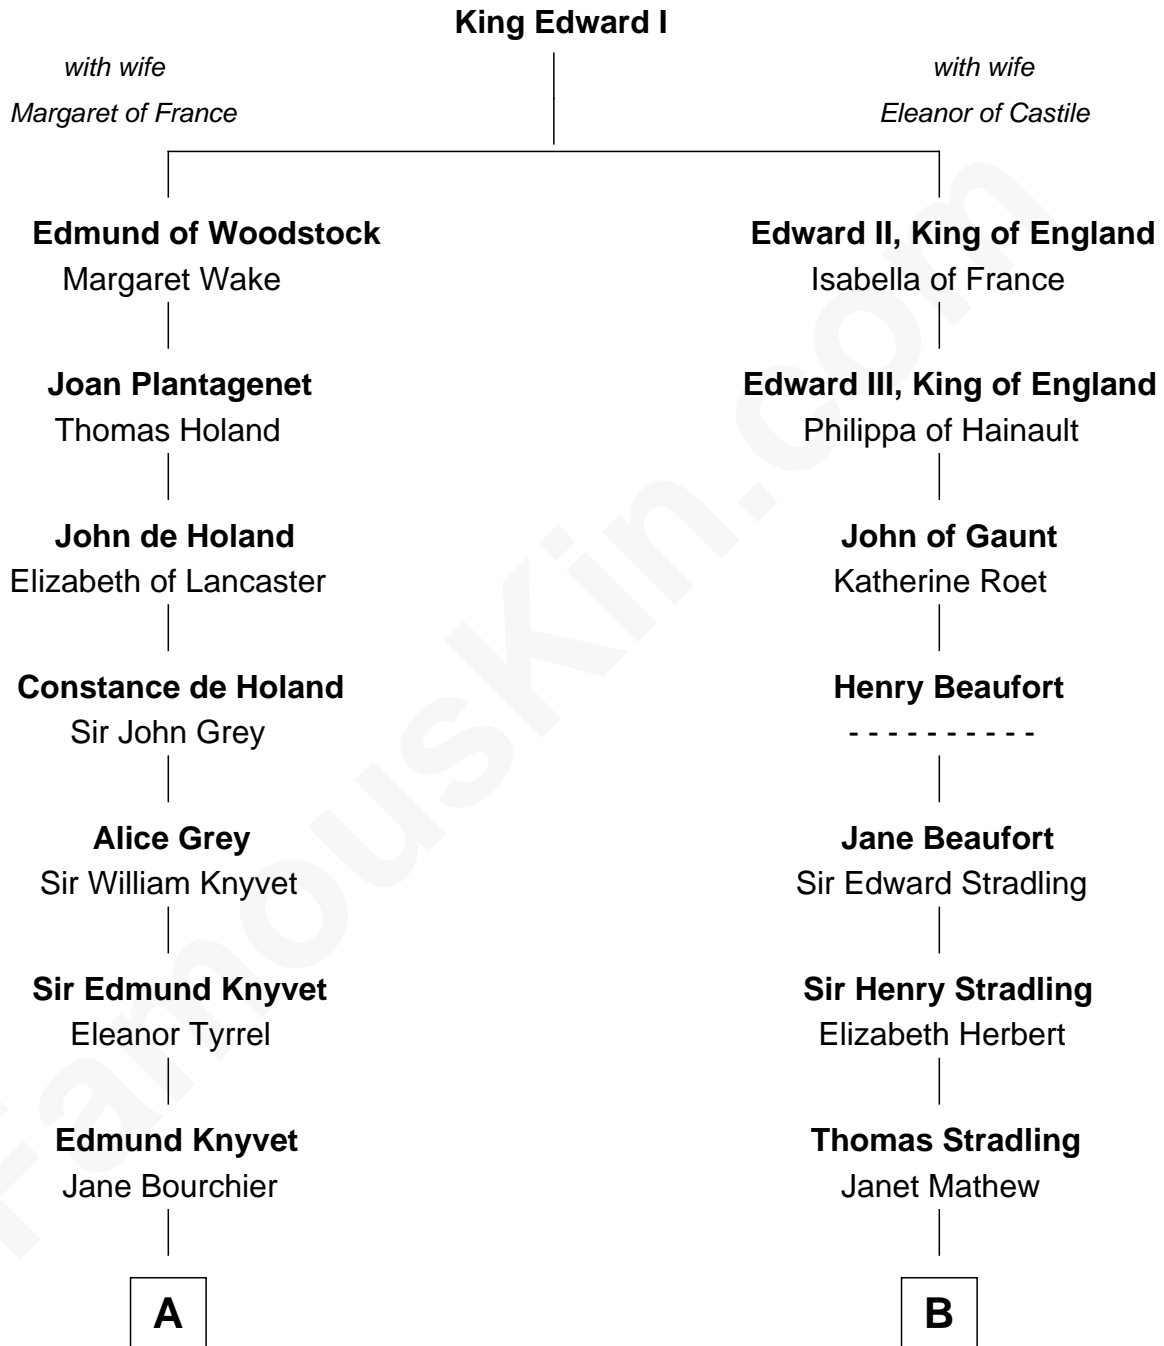 King Edward I
with wife
Margaret of France
with wife
Eleanor of Castile
Edmund of Woodstock
Margaret Wake
Edward II, King of England
Isabella of France
Joan Plantagenet
Thomas Holand
Edward III, King of England
Philippa of Hainault
John de Holand
Elizabeth of Lancaster
John of Gaunt
Katherine Roet
Constance de Holand
Sir John Grey
Henry Beaufort
- - - - - - - - - -
Alice Grey
Sir William Knyvet
Jane Beaufort
Sir Edward Stradling
Sir Edmund Knyvet
Eleanor Tyrrel
Sir Henry Stradling
Elizabeth Herbert
Edmund Knyvet
Jane Bourchier
Thomas Stradling
Janet Mathew
A
B
FamousKin.com